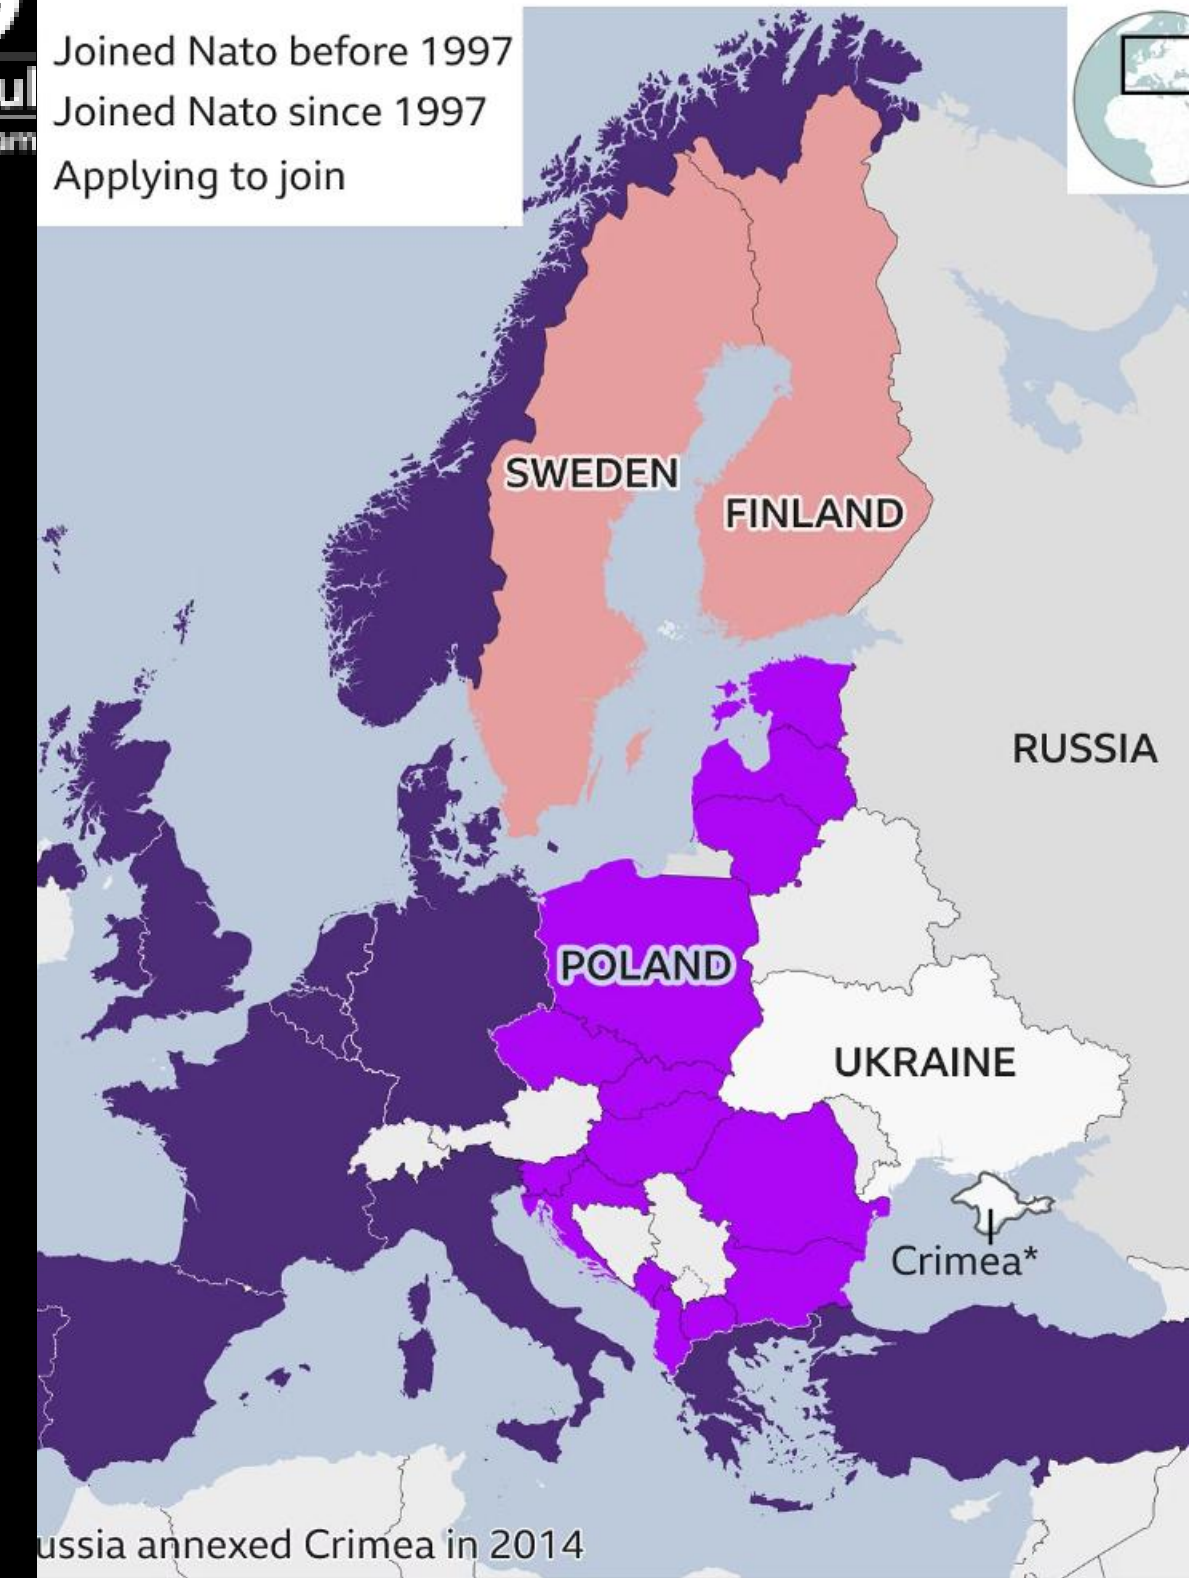 Joined Nato before 1997
Joined Nato since 1997
Applying to join
SWEDEN
FINLAND
RUSSIA
POLAND
UKRAINE
Crimea*
ussia annexed Crimea in 2014